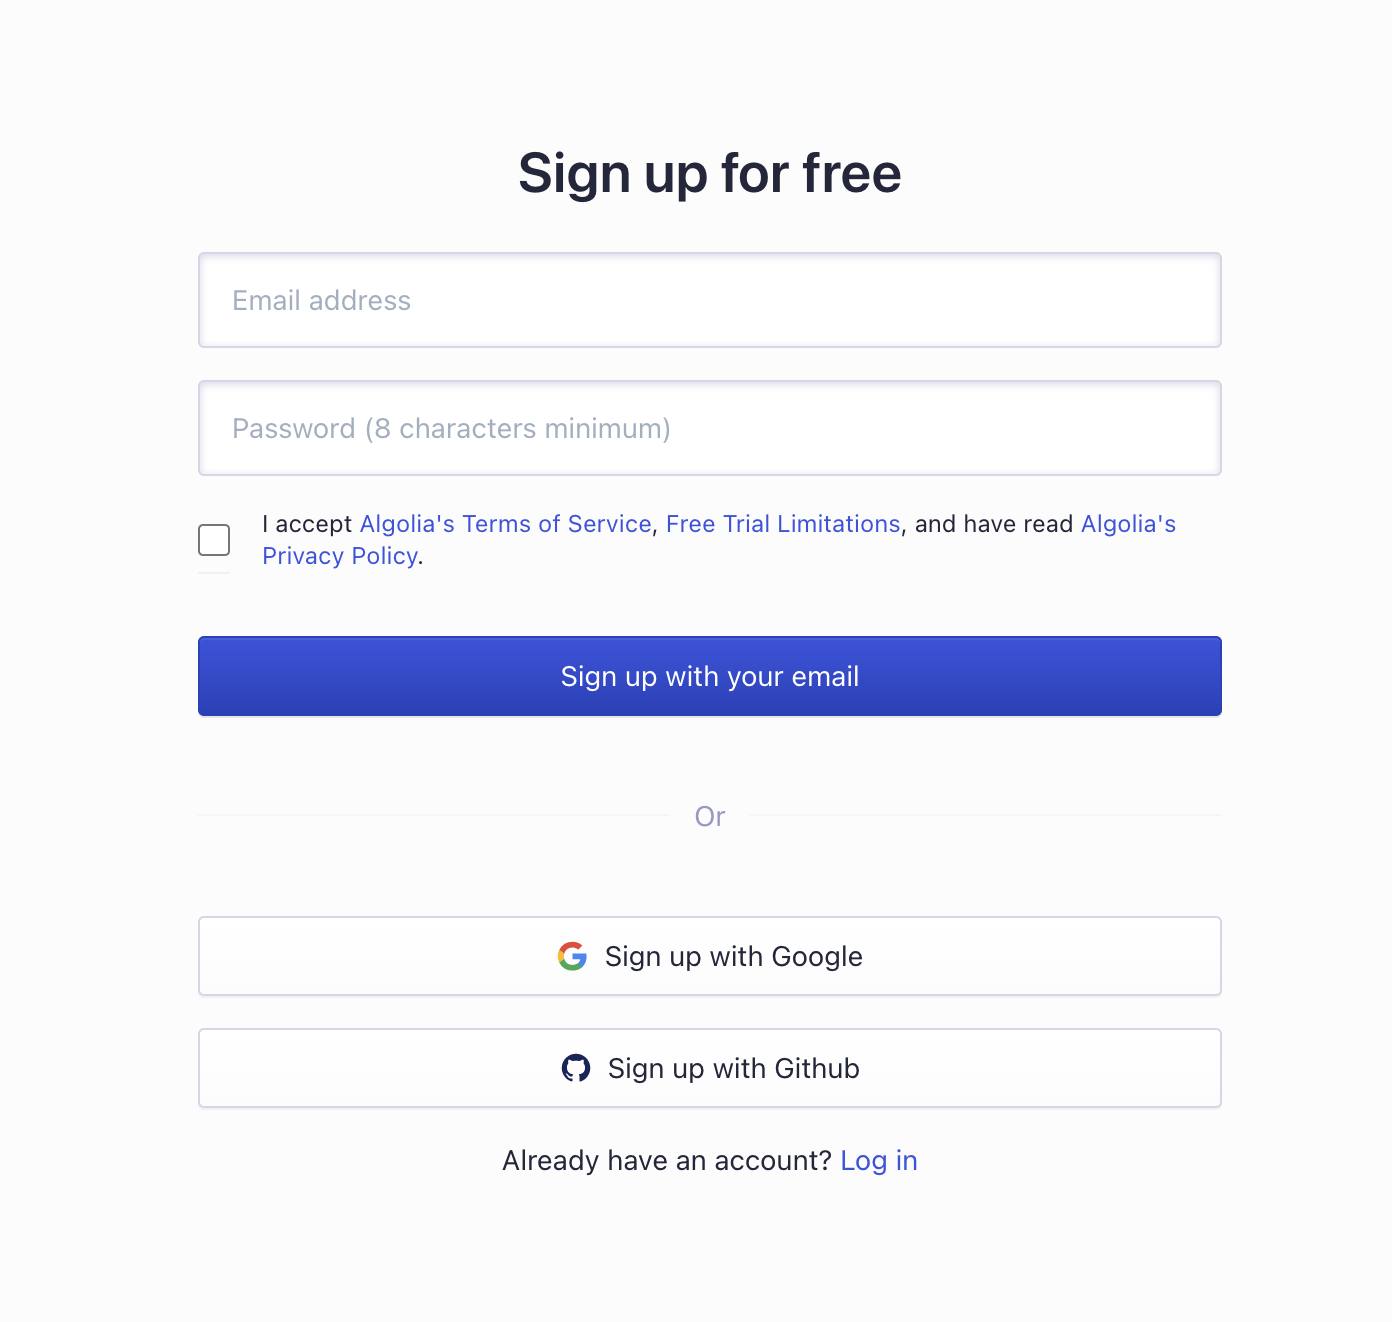 Sign up for free
Email address
Password (8 characters minimum)
I accept Algolia's Terms of Service, Free Trial Limitations, and have read Algolia's
Privacy Policy.
Sign up with your email
Or
Sign up with Google
Sign up with Github
Already have an account? Log in